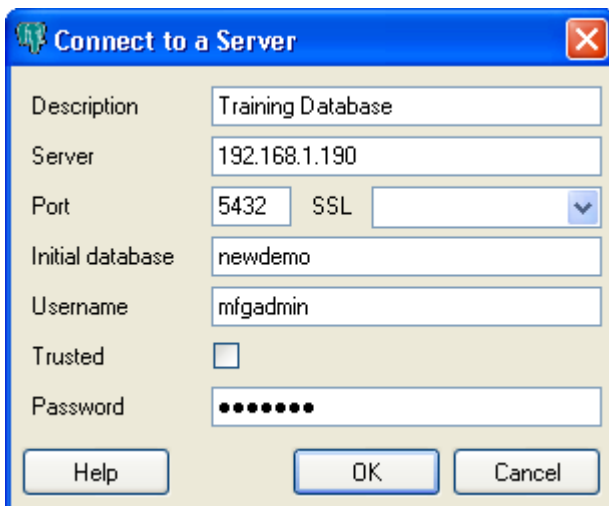 Connect to a Server
Description Training Database
Server 192.168.1.190
Port 5432 SSL
Initial database newdemo
Username mfgadmin
Trusted
Password •••••••
Help OK Cancel